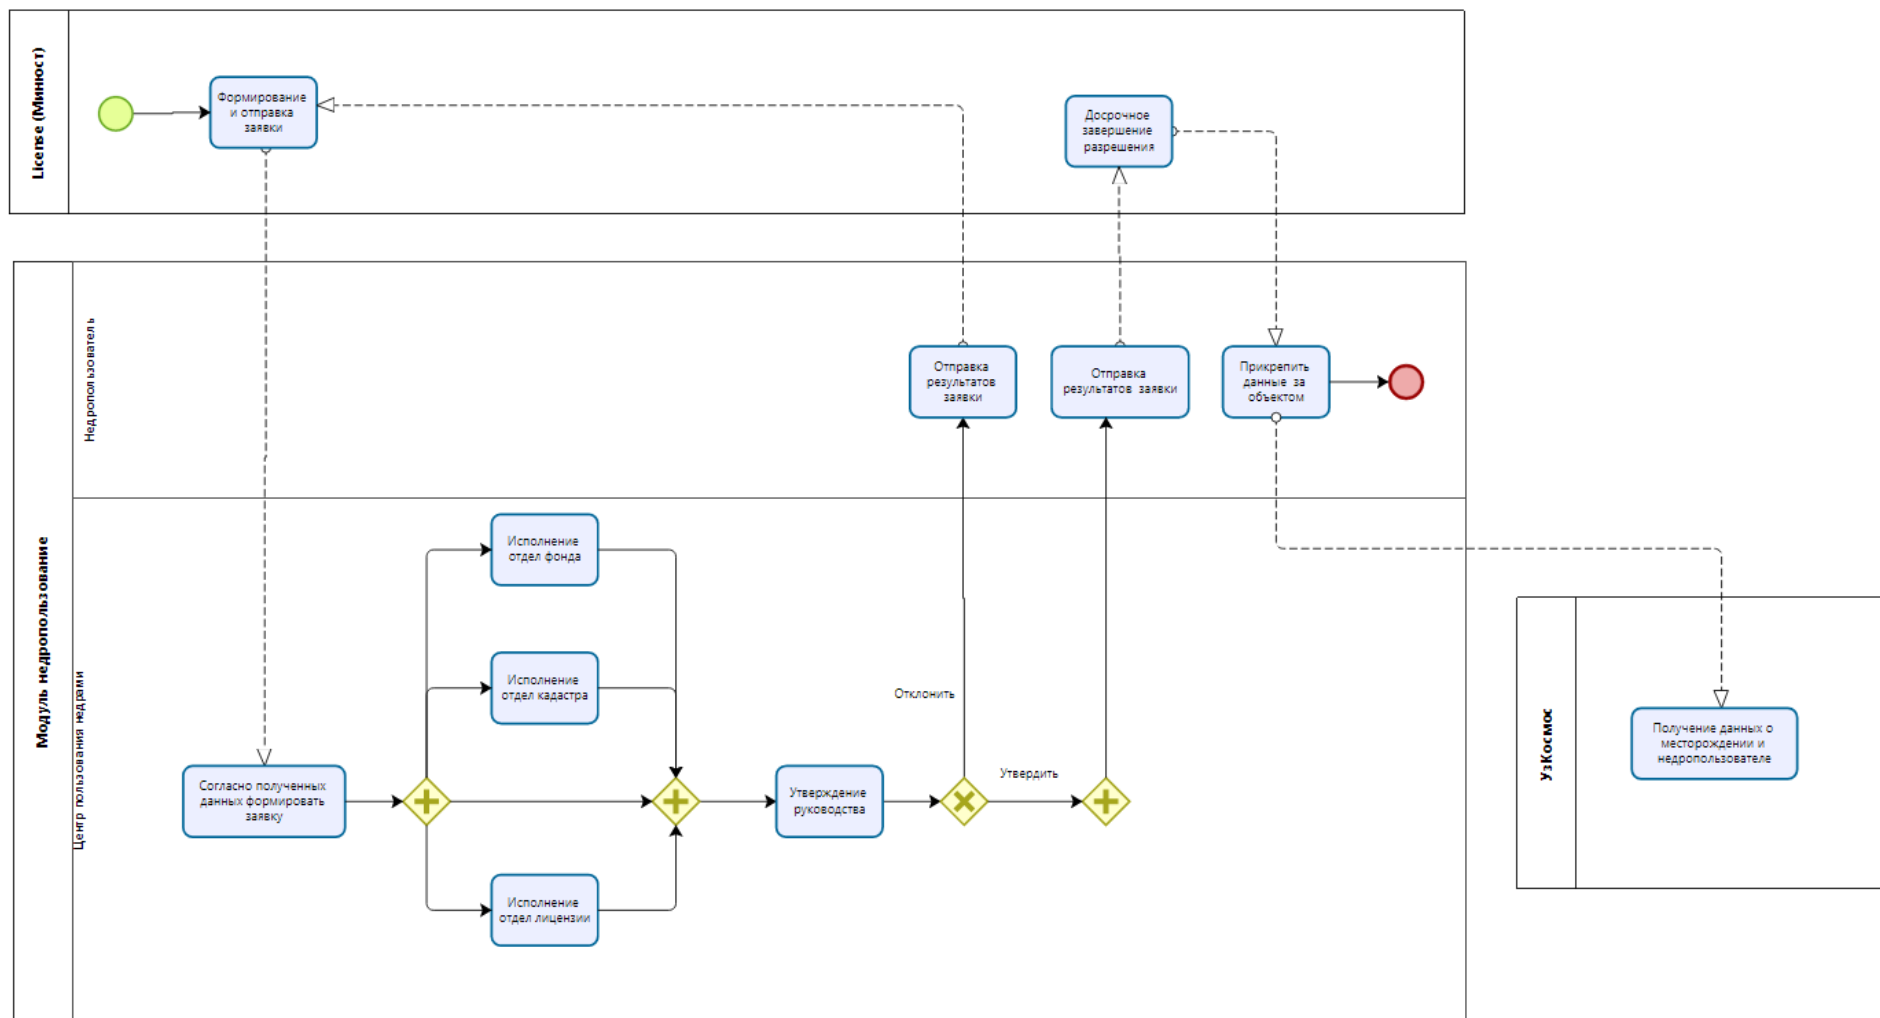 License (Минюст)
Формирование
и отправка
заявки
Досрочное
завершение
разрешения
Модуль недропользование
Недропользователь
Отправка
результатов
заявки
Отправка
результатов заявки
Прикрепить
данные за
объектом
Центр пользования недрами
Исполнение
отдел фонда
Исполнение
отдел кадастра
Исполнение
отдел лицензии
Согласно полученных
данных формировать
заявку
Утверждение
руководства
Отклонить
Утвердить
УзКосмос
Получение данных о
месторождении и
недропользователе